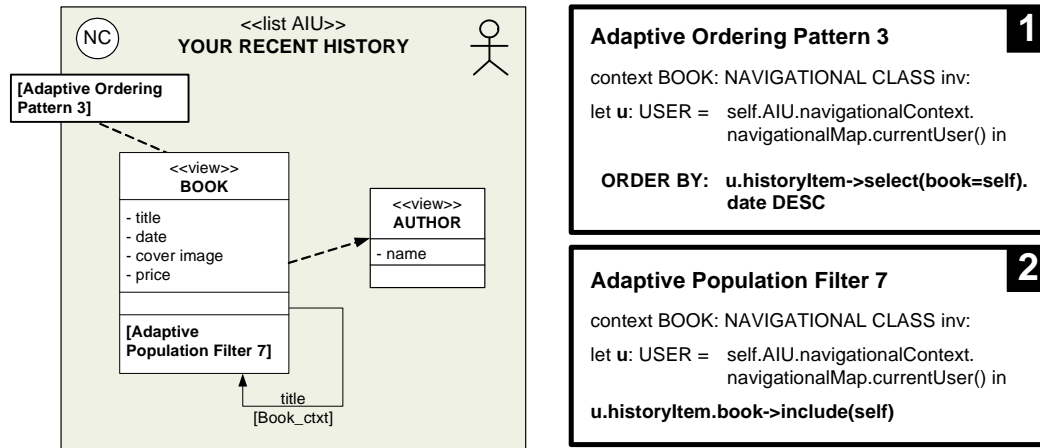 NC
<<list AIU>>
YOUR RECENT HISTORY
[Adaptive Ordering
Pattern 3]
<<view>>
BOOK
- title
- date
- cover image
- price
[Adaptive
Population Filter 7]
title
[Book_ctxt]
<<view>>
AUTHOR
- name
1
Adaptive Ordering Pattern 3
context BOOK: NAVIGATIONAL CLASS inv:
let u: USER = self.AIU.navigationalContext.
navigationalMap.currentUser() in
ORDER BY: u.historyItem->select(book=self).
date DESC
2
Adaptive Population Filter 7
context BOOK: NAVIGATIONAL CLASS inv:
let u: USER = self.AIU.navigationalContext.
navigationalMap.currentUser() in
u.historyItem.book->include(self)